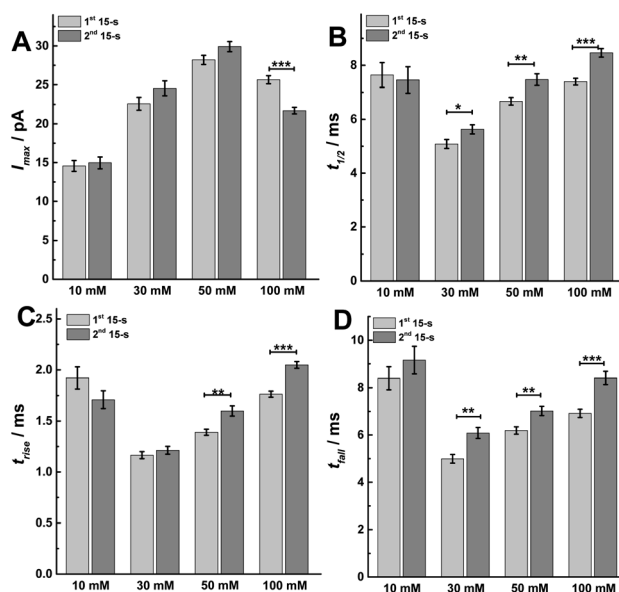 A
1st 15-s
2nd 15-s
***
Imax / pA
35
30
25
20
15
10
5
0
10 mM 30 mM 50 mM 100 mM
B
1st 15-s
2nd 15-s
*
**
***
t1/2 / ms
10
8
6
4
2
0
10 mM 30 mM 50 mM 100 mM
C
1st 15-s
2nd 15-s
**
***
trise / ms
2.5
2.0
1.5
1.0
0.5
0.0
10 mM 30 mM 50 mM 100 mM
D
1st 15-s
2nd 15-s
**
**
***
tfall / ms
10
8
6
4
2
0
10 mM 30 mM 50 mM 100 mM